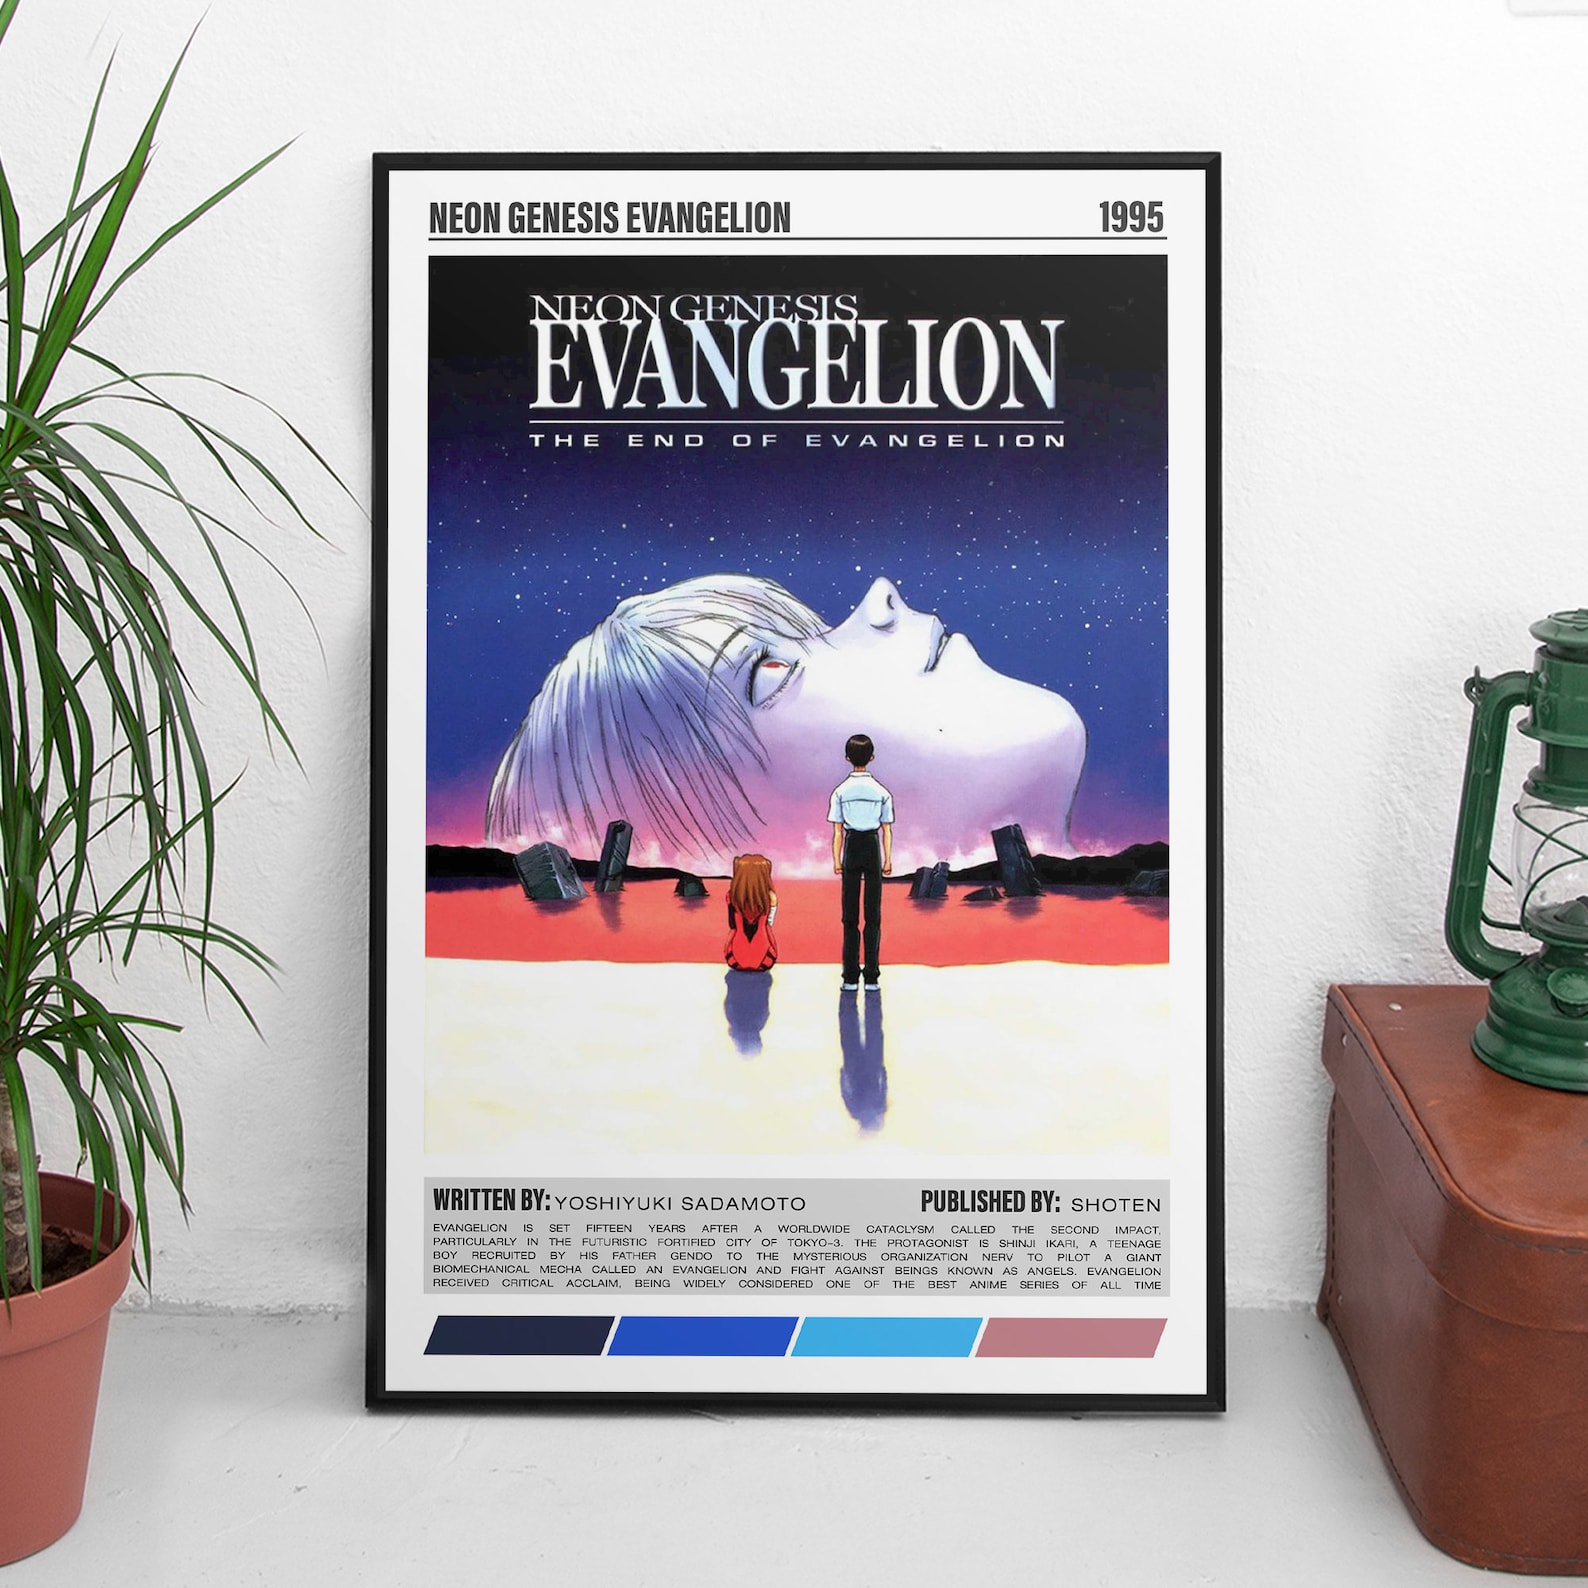 NEON GENESIS EVANGELION 1995
NEON GENESIS
EVANGELION
THE END OF EVANGELION
WRITTEN BY: YOSHIYUKI SADAMOTO PUBLISHED BY: SHOTEN
EVANGELION IS SET FIFTEEN YEARS AFTER A WORLDWIDE CATACLYSM CALLED THE SECOND IMPACT,
PARTICULARLY IN THE FUTURISTIC FORTIFIED CITY OF TOKYO-3. THE PROTAGONIST IS SHINJI IKARI, A TEENAGE
BOY RECRUITED BY HIS FATHER GENDO TO THE MYSTERIOUS ORGANIZATION NERV TO PILOT A GIANT
BIOMECHANICAL MECHA CALLED AN EVANGELION AND FIGHT AGAINST BEINGS KNOWN AS ANGELS. EVANGELION
RECEIVED CRITICAL ACCLAIM, BEING WIDELY CONSIDERED ONE OF THE BEST ANIME SERIES OF ALL TIME